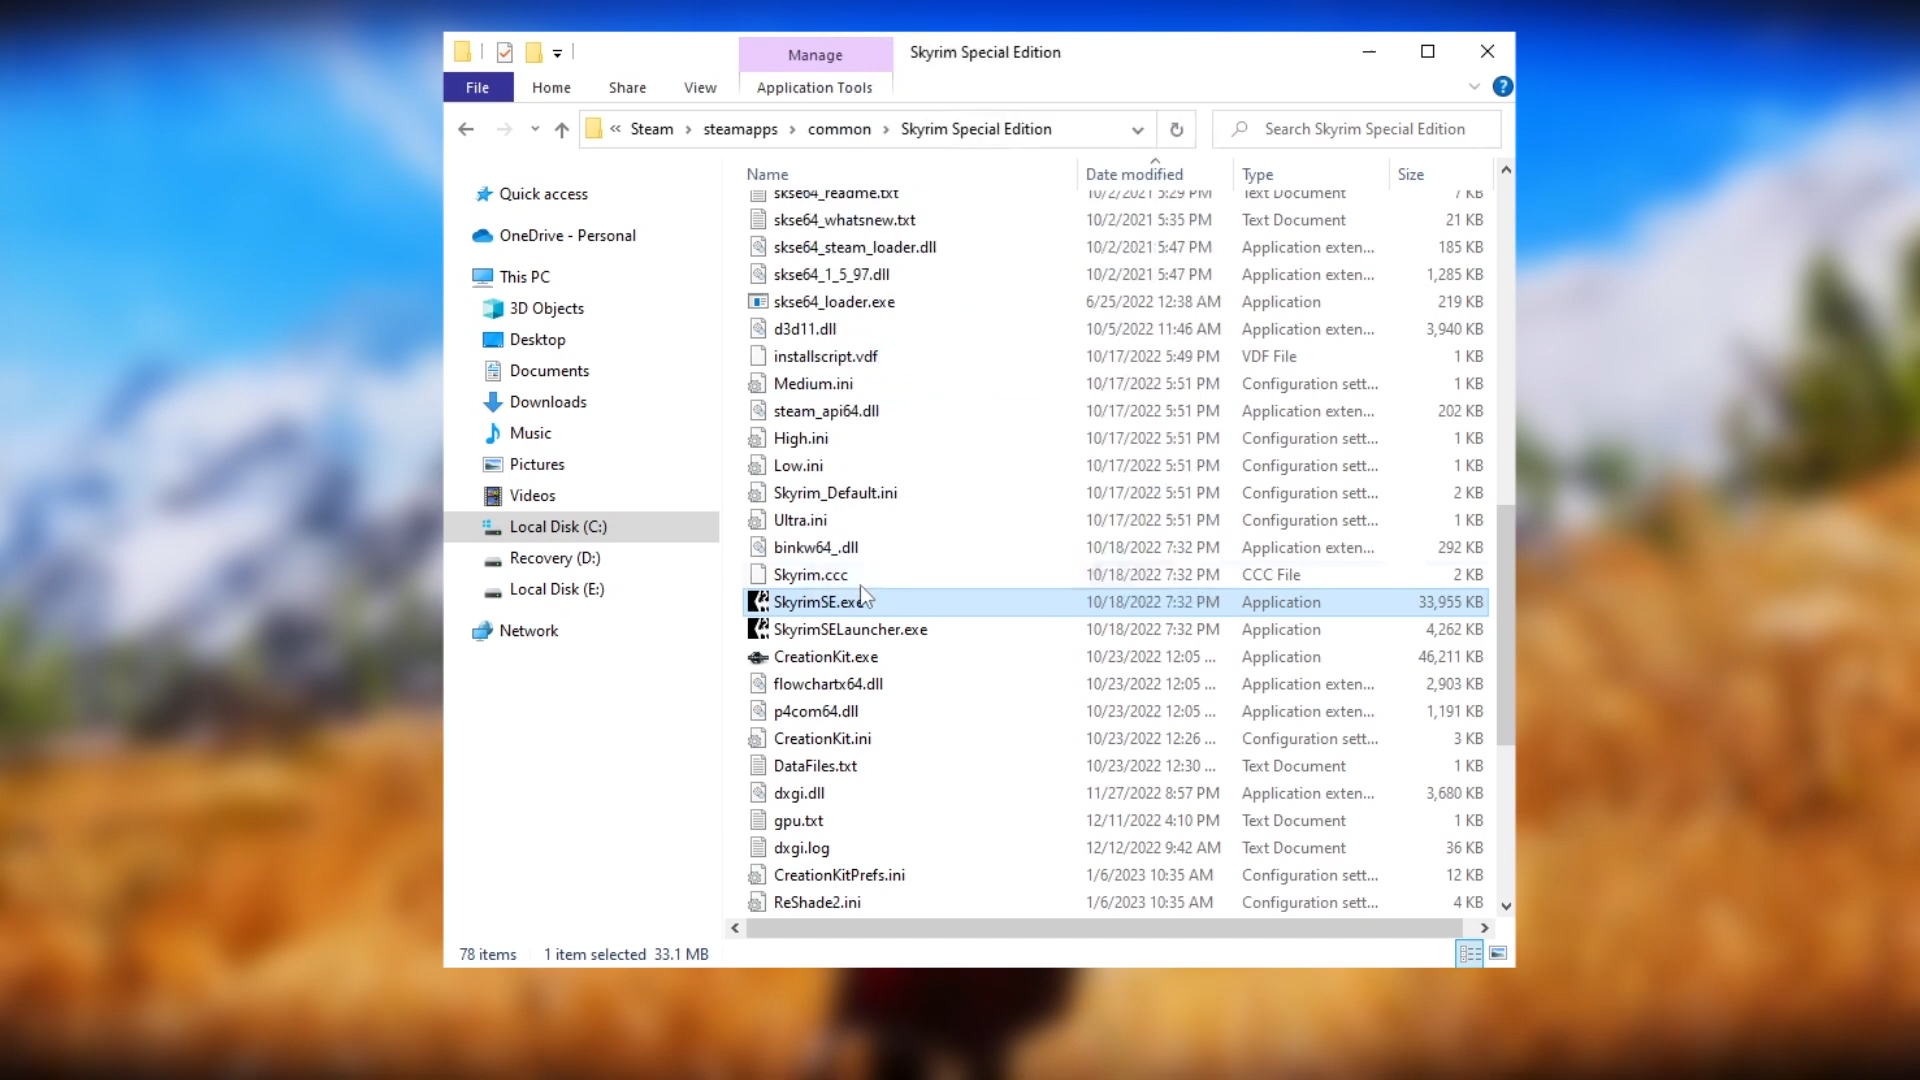 Manage
Skyrim Special Edition
File
Home
Share
View
Application Tools
« Steam > steamapps > common > Skyrim Special Edition
Search Skyrim Special Edition
Name Date modified Type Size
Quick access
OneDrive - Personal
This PC
3D Objects
Desktop
Documents
Downloads
Music
Pictures
Videos
Local Disk (C:)
Recovery (D:)
Local Disk (E:)
Network
skse64_readme.txt 10/2/2021 5:29 PM Text Document 7 KB
skse64_whatsnew.txt 10/2/2021 5:35 PM Text Document 21 KB
skse64_steam_loader.dll 10/2/2021 5:47 PM Application exten... 185 KB
skse64_1_5_97.dll 10/2/2021 5:47 PM Application exten... 1,285 KB
skse64_loader.exe 6/25/2022 12:38 AM Application 219 KB
d3d11.dll 10/5/2022 11:46 AM Application exten... 3,940 KB
installscript.vdf 10/17/2022 5:49 PM VDF File 1 KB
Medium.ini 10/17/2022 5:51 PM Configuration sett... 1 KB
steam_api64.dll 10/17/2022 5:51 PM Application exten... 202 KB
High.ini 10/17/2022 5:51 PM Configuration sett... 1 KB
Low.ini 10/17/2022 5:51 PM Configuration sett... 1 KB
Skyrim_Default.ini 10/17/2022 5:51 PM Configuration sett... 2 KB
Ultra.ini 10/17/2022 5:51 PM Configuration sett... 1 KB
binkw64_.dll 10/18/2022 7:32 PM Application exten... 292 KB
Skyrim.ccc 10/18/2022 7:32 PM CCC File 2 KB
SkyrimSE.exe 10/18/2022 7:32 PM Application 33,955 KB
SkyrimSELauncher.exe 10/18/2022 7:32 PM Application 4,262 KB
CreationKit.exe 10/23/2022 12:05 ... Application 46,211 KB
flowchartx64.dll 10/23/2022 12:05 ... Application exten... 2,903 KB
p4com64.dll 10/23/2022 12:05 ... Application exten... 1,191 KB
CreationKit.ini 10/23/2022 12:26 ... Configuration sett... 3 KB
DataFiles.txt 10/23/2022 12:30 ... Text Document 1 KB
dxgi.dll 11/27/2022 8:57 PM Application exten... 3,680 KB
gpu.txt 12/11/2022 4:10 PM Text Document 1 KB
dxgi.log 12/12/2022 9:42 AM Text Document 36 KB
CreationKitPrefs.ini 1/6/2023 10:35 AM Configuration sett... 12 KB
ReShade2.ini 1/6/2023 10:35 AM Configuration sett... 4 KB
78 items 1 item selected 33.1 MB